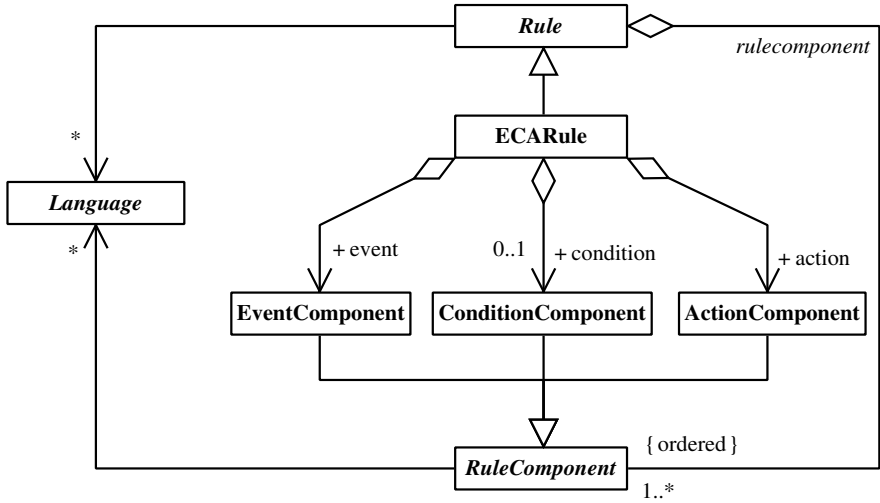 Rule
rulecomponent
ECARule
*
Language
*
+ event
0..1
+ condition
+ action
EventComponent
ConditionComponent
ActionComponent
{ ordered }
RuleComponent
1..*